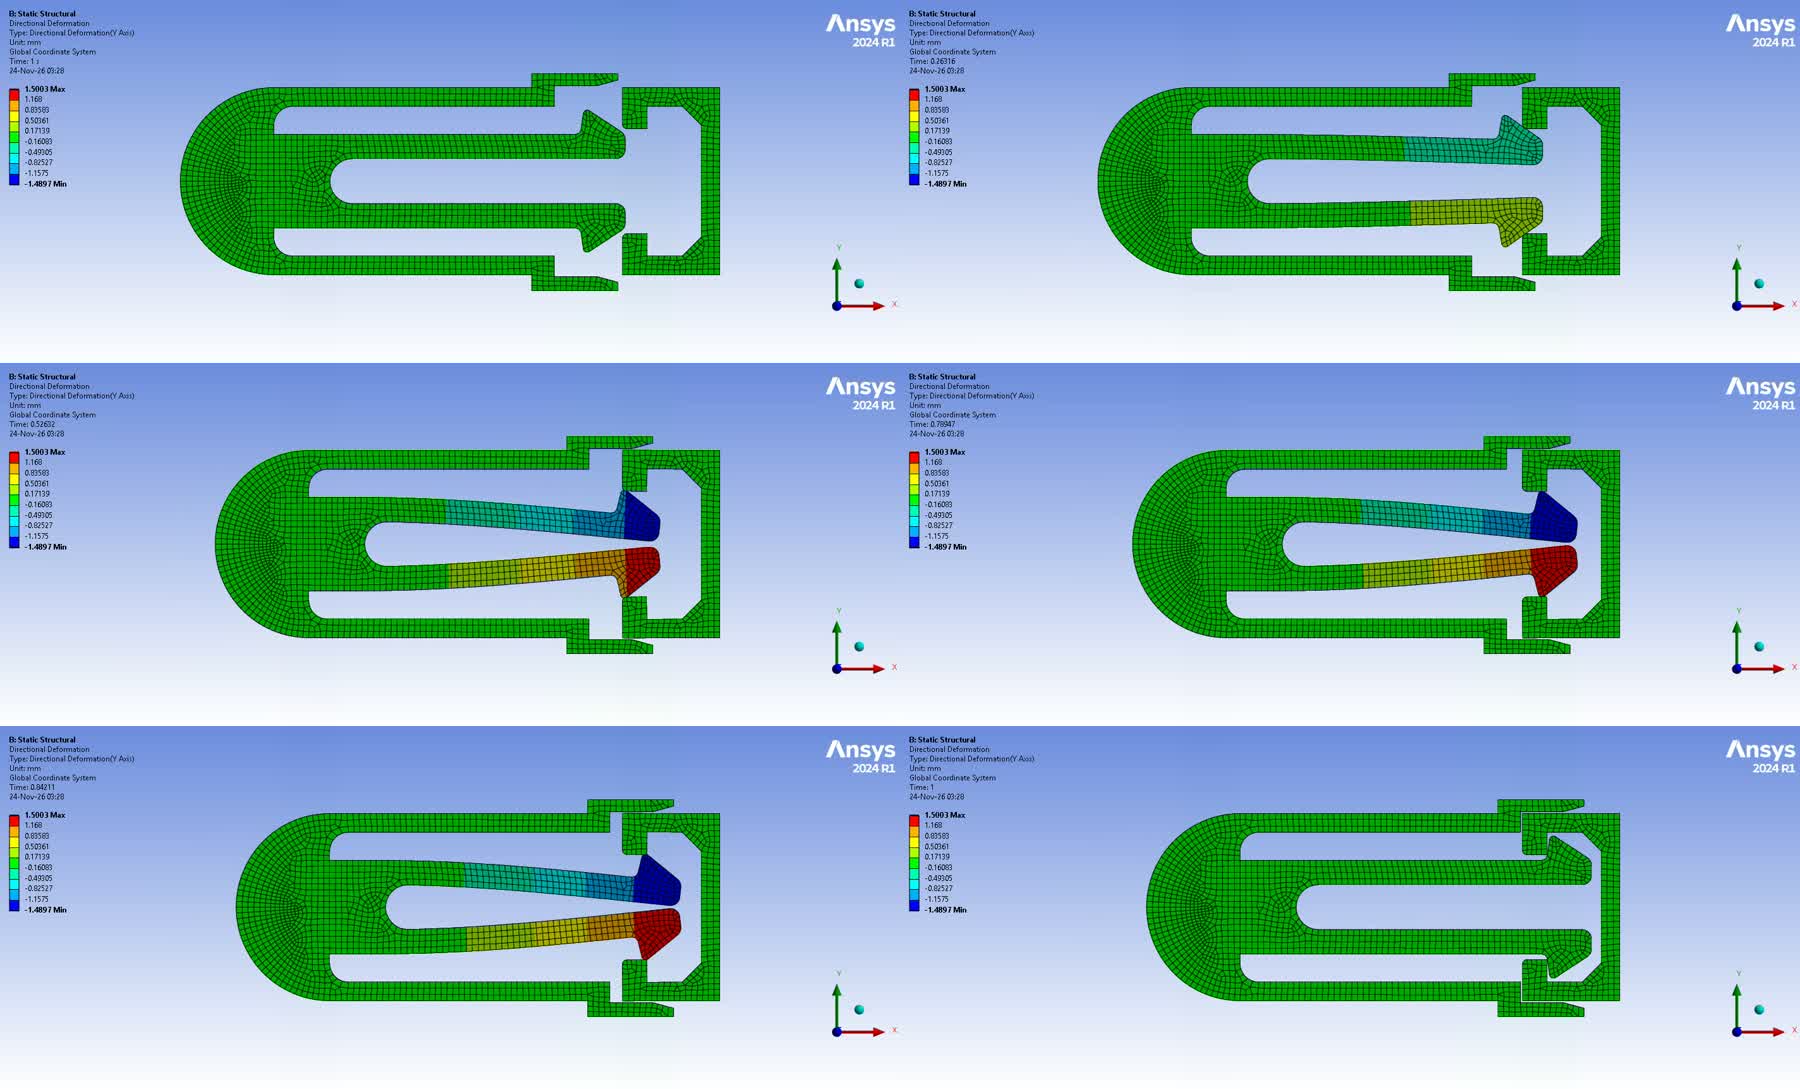 B: Static Structural
Directional Deformation
Type: Directional Deformation(Y Axis)
Unit: mm
Global Coordinate System
Time: 1 s
24-Nov-26 03:28
1.5003 Max
1.168
0.83583
0.50361
0.17139
-0.16083
-0.49305
-0.82527
-1.1575
-1.4897 Min
Ansys
2024 R1
Y
X
B: Static Structural
Directional Deformation
Type: Directional Deformation(Y Axis)
Unit: mm
Global Coordinate System
Time: 0.26316
24-Nov-26 03:28
1.5003 Max
1.168
0.83583
0.50361
0.17139
-0.16083
-0.49305
-0.82527
-1.1575
-1.4897 Min
Ansys
2024 R1
Y
X
B: Static Structural
Directional Deformation
Type: Directional Deformation(Y Axis)
Unit: mm
Global Coordinate System
Time: 0.52632
24-Nov-26 03:28
1.5003 Max
1.168
0.83583
0.50361
0.17139
-0.16083
-0.49305
-0.82527
-1.1575
-1.4897 Min
Ansys
2024 R1
Y
X
B: Static Structural
Directional Deformation
Type: Directional Deformation(Y Axis)
Unit: mm
Global Coordinate System
Time: 0.78947
24-Nov-26 03:28
1.5003 Max
1.168
0.83583
0.50361
0.17139
-0.16083
-0.49305
-0.82527
-1.1575
-1.4897 Min
Ansys
2024 R1
Y
X
B: Static Structural
Directional Deformation
Type: Directional Deformation(Y Axis)
Unit: mm
Global Coordinate System
Time: 0.84211
24-Nov-26 03:28
1.5003 Max
1.168
0.83583
0.50361
0.17139
-0.16083
-0.49305
-0.82527
-1.1575
-1.4897 Min
Ansys
2024 R1
Y
X
B: Static Structural
Directional Deformation
Type: Directional Deformation(Y Axis)
Unit: mm
Global Coordinate System
Time: 1
24-Nov-26 03:28
1.5003 Max
1.168
0.83583
0.50361
0.17139
-0.16083
-0.49305
-0.82527
-1.1575
-1.4897 Min
Ansys
2024 R1
Y
X